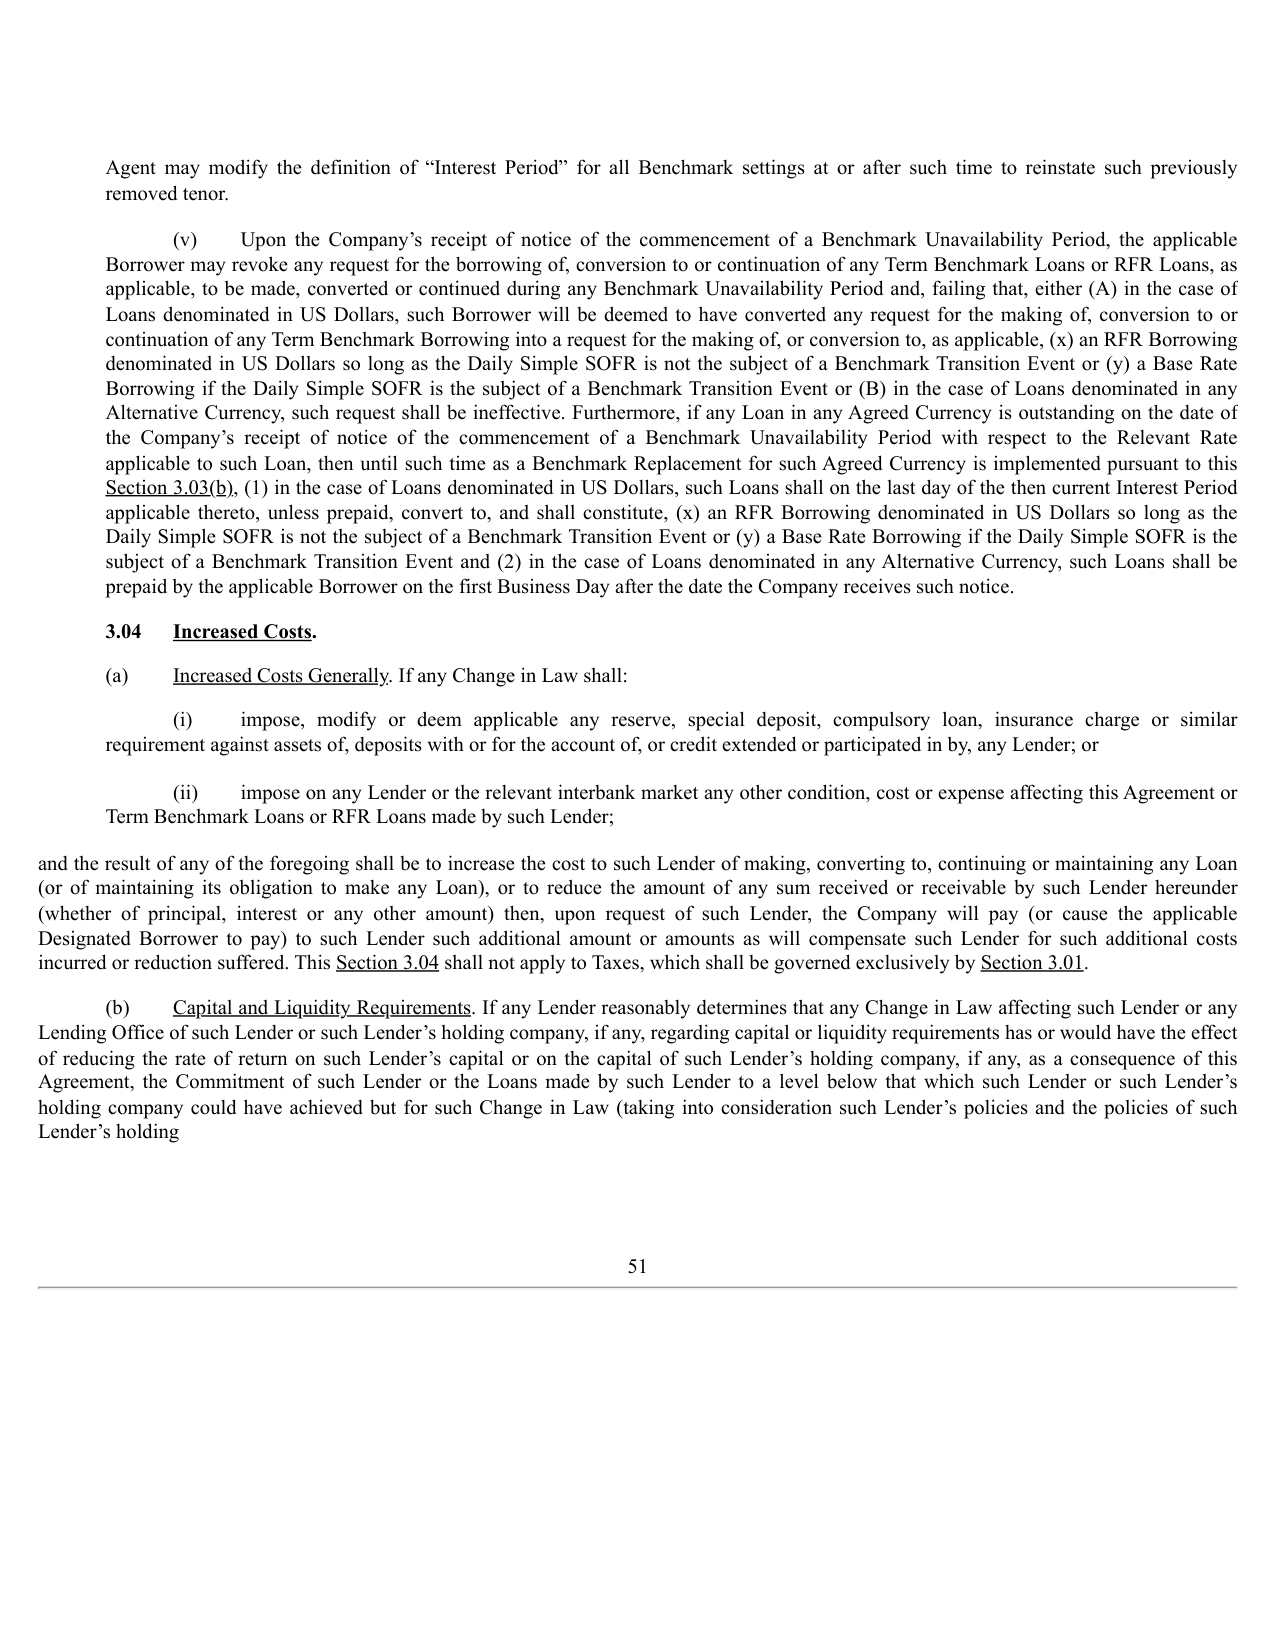 Agent may modify the definition of “Interest Period” for all Benchmark settings at or after such time to reinstate such previously
removed tenor.
(v) Upon the Company’s receipt of notice of the commencement of a Benchmark Unavailability Period, the applicable
Borrower may revoke any request for the borrowing of, conversion to or continuation of any Term Benchmark Loans or RFR Loans, as
applicable, to be made, converted or continued during any Benchmark Unavailability Period and, failing that, either (A) in the case of
Loans denominated in US Dollars, such Borrower will be deemed to have converted any request for the making of, conversion to or
continuation of any Term Benchmark Borrowing into a request for the making of, or conversion to, as applicable, (x) an RFR Borrowing
denominated in US Dollars so long as the Daily Simple SOFR is not the subject of a Benchmark Transition Event or (y) a Base Rate
Borrowing if the Daily Simple SOFR is the subject of a Benchmark Transition Event or (B) in the case of Loans denominated in any
Alternative Currency, such request shall be ineffective. Furthermore, if any Loan in any Agreed Currency is outstanding on the date of
the Company’s receipt of notice of the commencement of a Benchmark Unavailability Period with respect to the Relevant Rate
applicable to such Loan, then until such time as a Benchmark Replacement for such Agreed Currency is implemented pursuant to this
Section 3.03(b), (1) in the case of Loans denominated in US Dollars, such Loans shall on the last day of the then current Interest Period
applicable thereto, unless prepaid, convert to, and shall constitute, (x) an RFR Borrowing denominated in US Dollars so long as the
Daily Simple SOFR is not the subject of a Benchmark Transition Event or (y) a Base Rate Borrowing if the Daily Simple SOFR is the
subject of a Benchmark Transition Event and (2) in the case of Loans denominated in any Alternative Currency, such Loans shall be
prepaid by the applicable Borrower on the first Business Day after the date the Company receives such notice.
3.04 Increased Costs.
(a) Increased Costs Generally. If any Change in Law shall:
(i) impose, modify or deem applicable any reserve, special deposit, compulsory loan, insurance charge or similar
requirement against assets of, deposits with or for the account of, or credit extended or participated in by, any Lender; or
(ii) impose on any Lender or the relevant interbank market any other condition, cost or expense affecting this Agreement or
Term Benchmark Loans or RFR Loans made by such Lender;
and the result of any of the foregoing shall be to increase the cost to such Lender of making, converting to, continuing or maintaining any Loan
(or of maintaining its obligation to make any Loan), or to reduce the amount of any sum received or receivable by such Lender hereunder
(whether of principal, interest or any other amount) then, upon request of such Lender, the Company will pay (or cause the applicable
Designated Borrower to pay) to such Lender such additional amount or amounts as will compensate such Lender for such additional costs
incurred or reduction suffered. This Section 3.04 shall not apply to Taxes, which shall be governed exclusively by Section 3.01.
(b) Capital and Liquidity Requirements. If any Lender reasonably determines that any Change in Law affecting such Lender or any
Lending Office of such Lender or such Lender’s holding company, if any, regarding capital or liquidity requirements has or would have the effect
of reducing the rate of return on such Lender’s capital or on the capital of such Lender’s holding company, if any, as a consequence of this
Agreement, the Commitment of such Lender or the Loans made by such Lender to a level below that which such Lender or such Lender’s
holding company could have achieved but for such Change in Law (taking into consideration such Lender’s policies and the policies of such
Lender’s holding
51